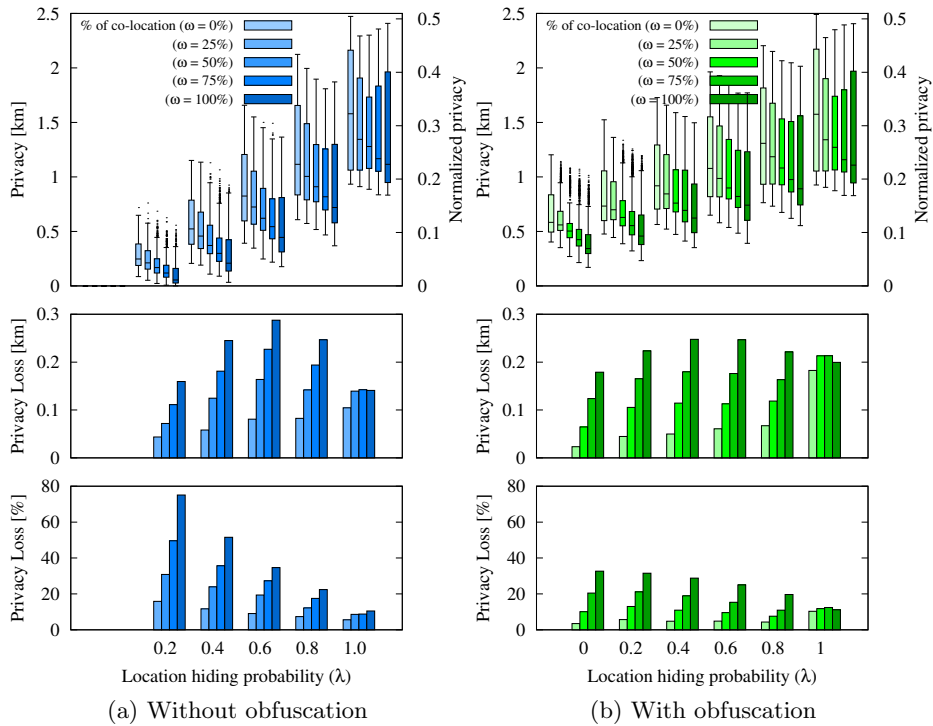 % of co-location (ω = 0%)
(ω = 25%)
(ω = 50%)
(ω = 75%)
(ω = 100%)
Privacy [km]
2.5
2
1.5
1
0.5
0
Normalized privacy
0.5
0.4
0.3
0.2
0.1
0
Privacy Loss [km]
0.3
0.2
0.1
0
Privacy Loss [%]
80
60
40
20
0
0.2 0.4 0.6 0.8 1.0
Location hiding probability (λ)
(a) Without obfuscation
% of co-location (ω = 0%)
(ω = 25%)
(ω = 50%)
(ω = 75%)
(ω = 100%)
Privacy [km]
2.5
2
1.5
1
0.5
0
Normalized privacy
0.5
0.4
0.3
0.2
0.1
0
Privacy Loss [km]
0.3
0.2
0.1
0
Privacy Loss [%]
80
60
40
20
0
0 0.2 0.4 0.6 0.8 1
Location hiding probability (λ)
(b) With obfuscation